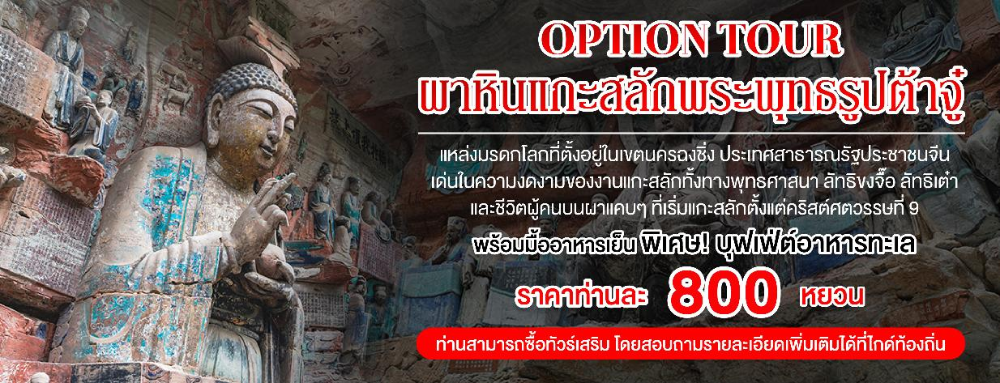 OPTION TOUR
ผาหินแกะสลักพระพุทธรูปต้าจู๋
แหล่งมรดกโลกที่ตั้งอยู่ในเขตนครฉงชิ่ง ประเทศสาธารณรัฐประชาชนจีน
เด่นในความงดงามของงานแกะสลักทั้งทางพุทธศาสนา ลัทธิขงจื๊อ ลัทธิเต๋า
และชีวิตผู้คนบนผาแคบๆ ที่เริ่มแกะสลักตั้งแต่คริสต์ศตวรรษที่ 9
พร้อมมื้ออาหารเย็น พิเศษ! บุฟเฟ่ต์อาหารทะเล
ราคาท่านละ 800 หยวน
ท่านสามารถซื้อทัวร์เสริม โดยสอบถามรายละเอียดเพิ่มเติมได้ที่ไกด์ท้องถิ่น